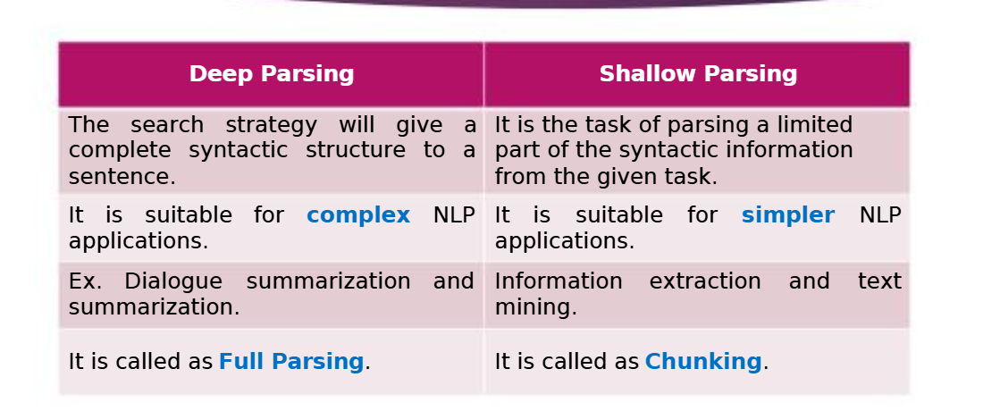 Deep Parsing
Shallow Parsing
The search strategy will give a
complete syntactic structure to a
sentence.
It is the task of parsing a limited
part of the syntactic information
from the given task.
It is suitable for complex NLP
applications.
It is suitable for simpler NLP
applications.
Ex. Dialogue summarization and
summarization.
Information extraction and text
mining.
It is called as Full Parsing.
It is called as Chunking.